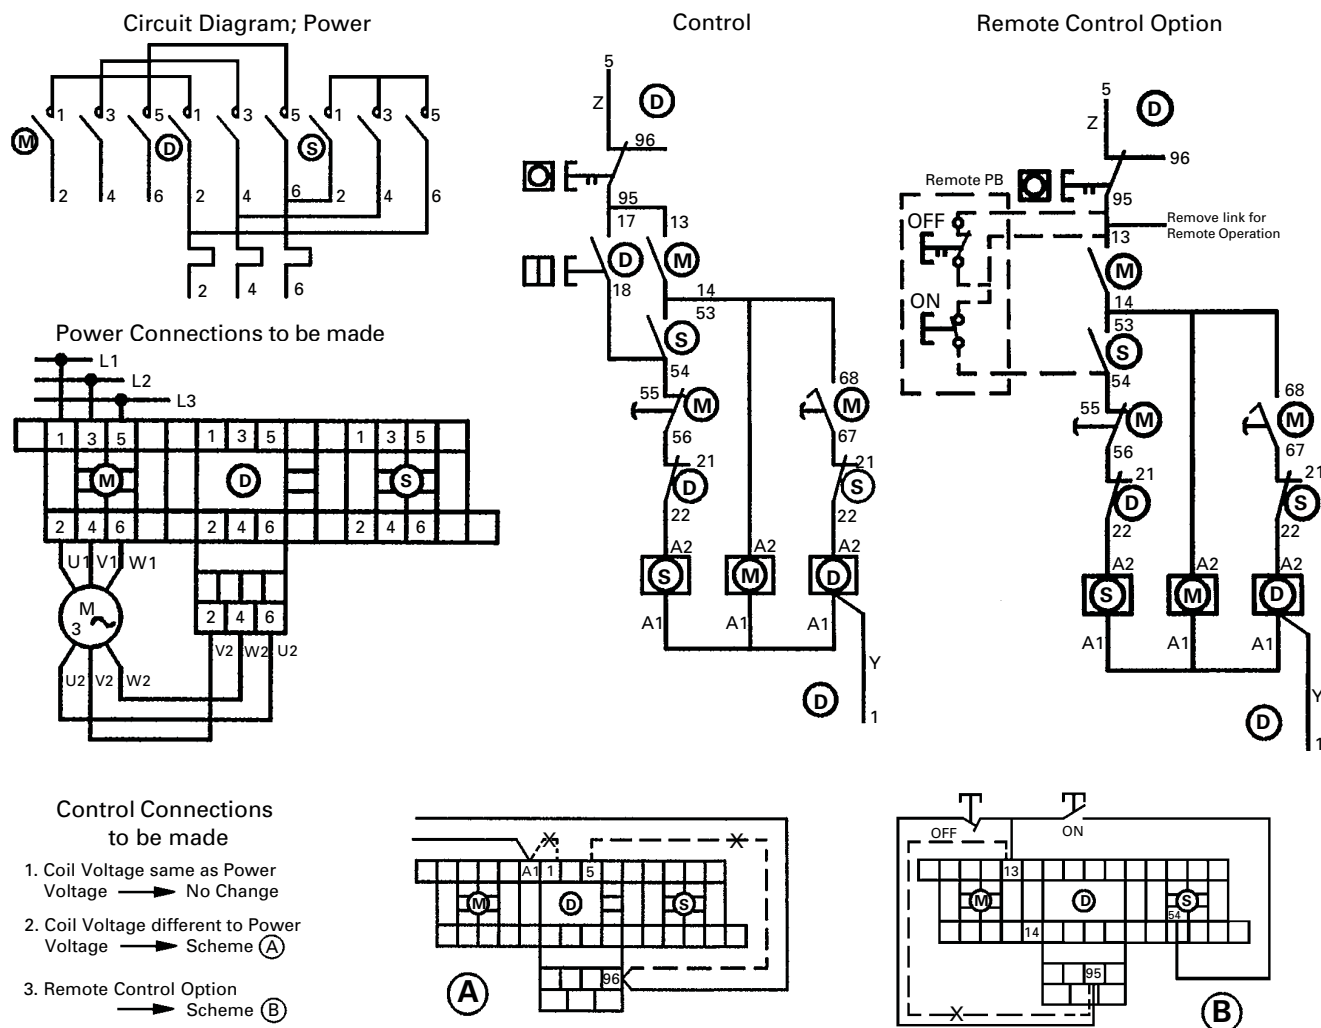 Circuit Diagram; Power
1 3 5 1 3 5 1 3 5
M D S
2 4 6 2 4 6 2 4 6
2 4 6
Power Connections to be made
L1
L2
L3
1 3 5 1 3 5 1 3 5
M D S
2 4 6 2 4 6 2 4 6
U1 V1 W1
M
3
2 4 6
V2 W2 U2
U2 V2 W2
Control
5
Z D
96
95
17 13
D M
18 14
53
S
54
55 M
68
M
56 67
21 21
D S
22 22
A2 A2 A2
S M D
A1 A1 A1
Y
D
1
Remote Control Option
5
Z D
96
Remote PB
95
OFF
Remove link for
Remote Operation
13
M
ON
14
53
S
54
68
55 M M
56 67
21 21
D S
22 22
A2 A2 A2
S M D
A1 A1 A1
Y
D
1
Control Connections
to be made
1. Coil Voltage same as Power
Voltage No Change
2. Coil Voltage different to Power
Voltage Scheme A
3. Remote Control Option
Scheme B
X X
A1 1 5
M D S
96
A
OFF ON
13
M D S
54
14
95
X
B